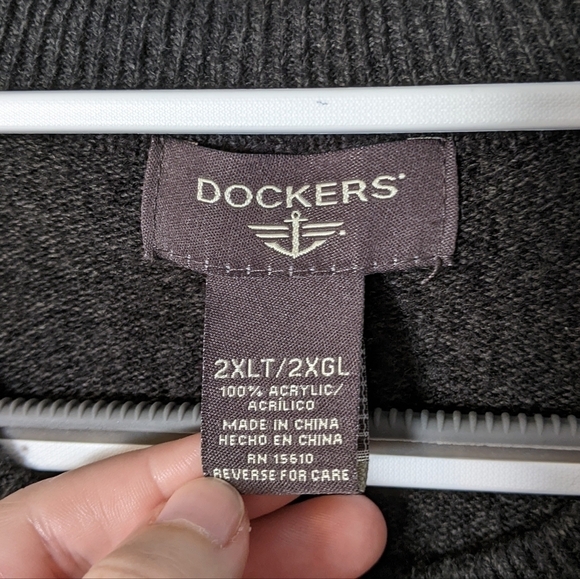 DOCKERS
2XLT/2XGL
100% ACRYLIC/
ACRÍLICO
MADE IN CHINA
HECHO EN CHINA
RN 15610
REVERSE FOR CARE